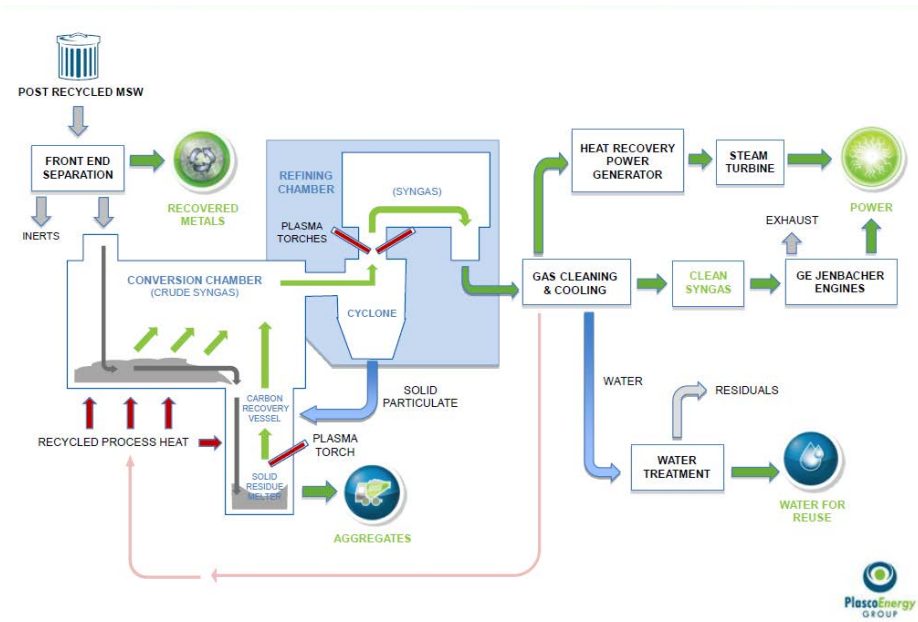 POST RECYCLED MSW
FRONT END
SEPARATION
RECOVERED
METALS
INERTS
REFINING
CHAMBER
(SYNGAS)
PLASMA
TORCHES
HEAT RECOVERY
POWER
GENERATOR
STEAM
TURBINE
POWER
EXHAUST
CONVERSION CHAMBER
(CRUDE SYNGAS)
CYCLONE
GAS CLEANING
& COOLING
CLEAN
SYNGAS
GE JENBACHER
ENGINES
SOLID
PARTICULATE
WATER
RESIDUALS
CARBON
RECOVERY
VESSEL
RECYCLED PROCESS HEAT
PLASMA
TORCH
WATER
TREATMENT
SOLID
RESIDUE
MELTER
AGGREGATES
WATER FOR
REUSE
PlascoEnergy
GROUP